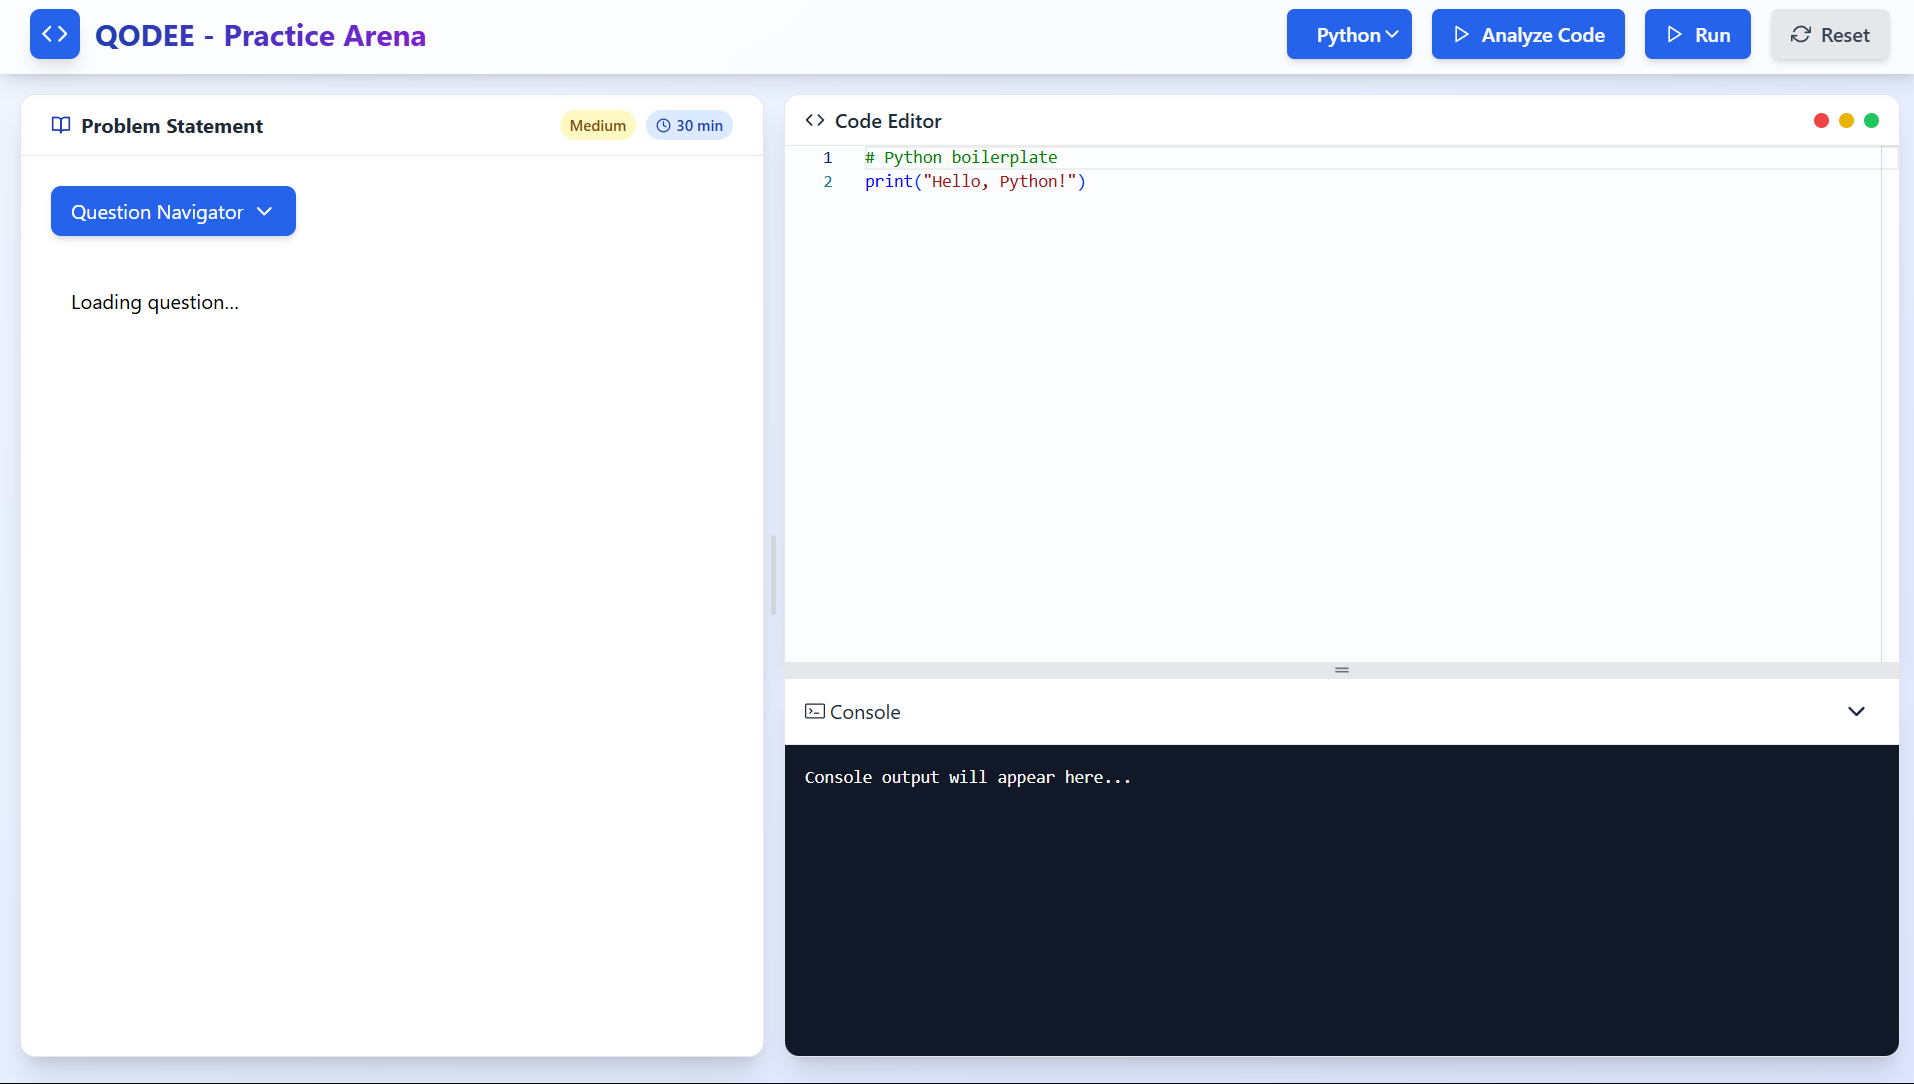 QODEE - Practice Arena
Python
Analyze Code
Run
Reset
Problem Statement
Medium
30 min
Question Navigator
Loading question...
Code Editor
1 # Python boilerplate
2 print("Hello, Python!")
Console
Console output will appear here...